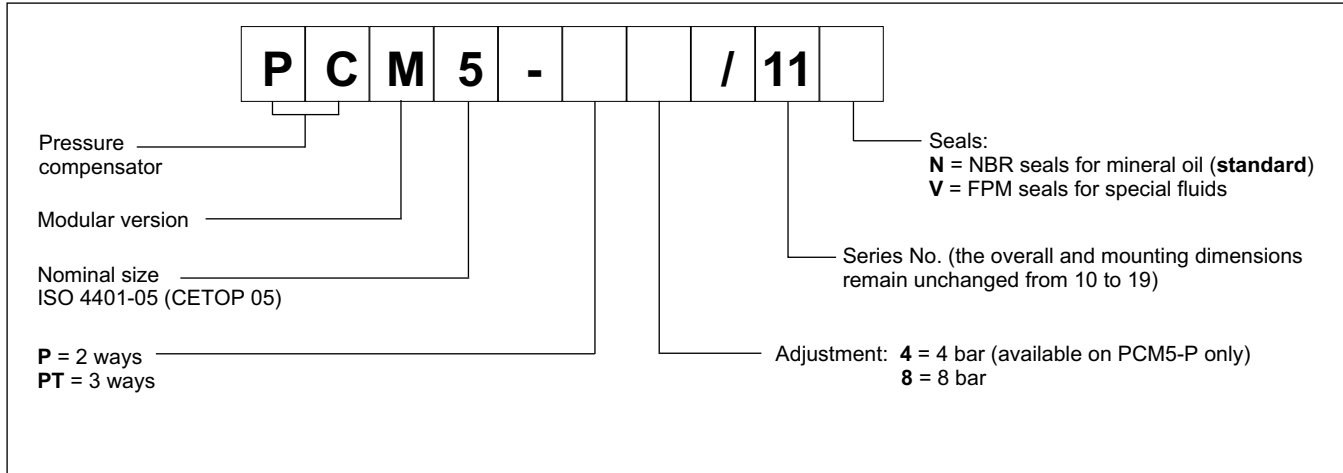 P C M 5 - / 11
Pressure
compensator
Modular version
Nominal size
ISO 4401-05 (CETOP 05)
P = 2 ways
PT = 3 ways
Seals:
N = NBR seals for mineral oil (standard)
V = FPM seals for special fluids
Series No. (the overall and mounting dimensions
remain unchanged from 10 to 19)
Adjustment: 4 = 4 bar (available on PCM5-P only)
8 = 8 bar